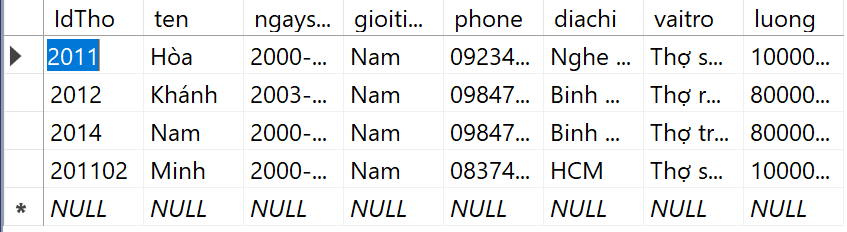 IdTho ten ngays... gioiti... phone diachi vaitro luong
2011 Hòa 2000-... Nam 09234... Nghe ... Thợ s... 10000...
2012 Khánh 2003-... Nam 09847... Binh ... Thợ r... 80000...
2014 Nam 2000-... Nam 09847... Binh ... Thợ tr... 80000...
201102 Minh 2000-... Nam 08374... HCM Thợ s... 10000...
* NULL NULL NULL NULL NULL NULL NULL NULL